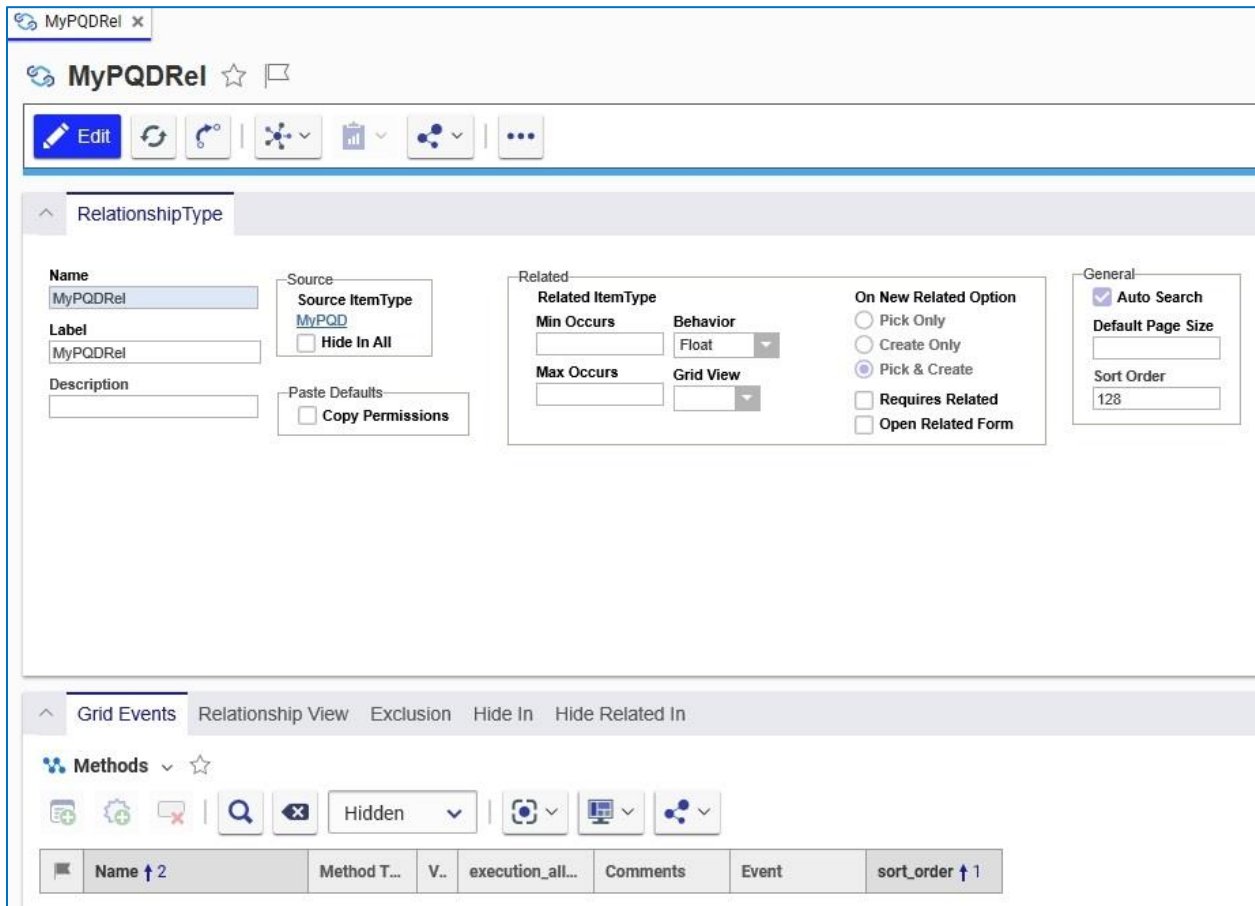 MyPQDRel
MyPQDRel
Edit
RelationshipType
Name
MyPQDRel
Label
MyPQDRel
Description
Source
Source ItemType
MyPQD
Hide In All
Paste Defaults
Copy Permissions
Related
Related ItemType
Min Occurs
Behavior
Float
Max Occurs
Grid View
On New Related Option
Pick Only
Create Only
Pick & Create
Requires Related
Open Related Form
General
Auto Search
Default Page Size
Sort Order
128
Grid Events Relationship View Exclusion Hide In Hide Related In
Methods
Hidden
Name 2 Method T... V.. execution_all... Comments Event sort_order 1